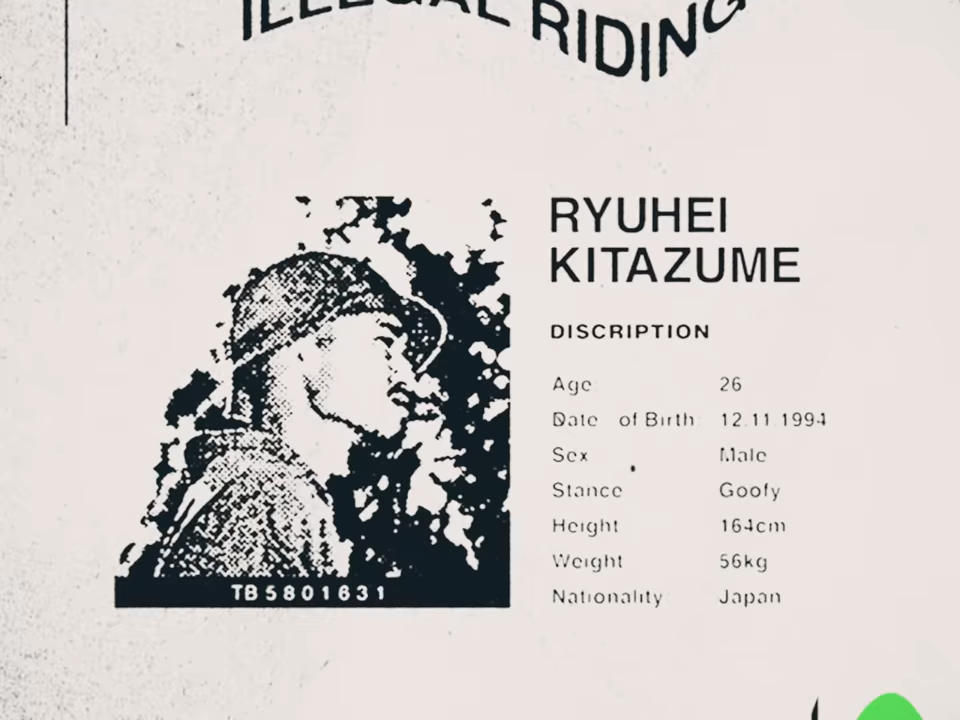 ILLEGAL RIDING
RYUHEI
KITAZUME
DISCRIPTION
Age 26
Date of Birth: 12.11.1994
Sex Male
Stance Goofy
Height 164cm
Weight 56kg
Nationality Japan
TB5801631